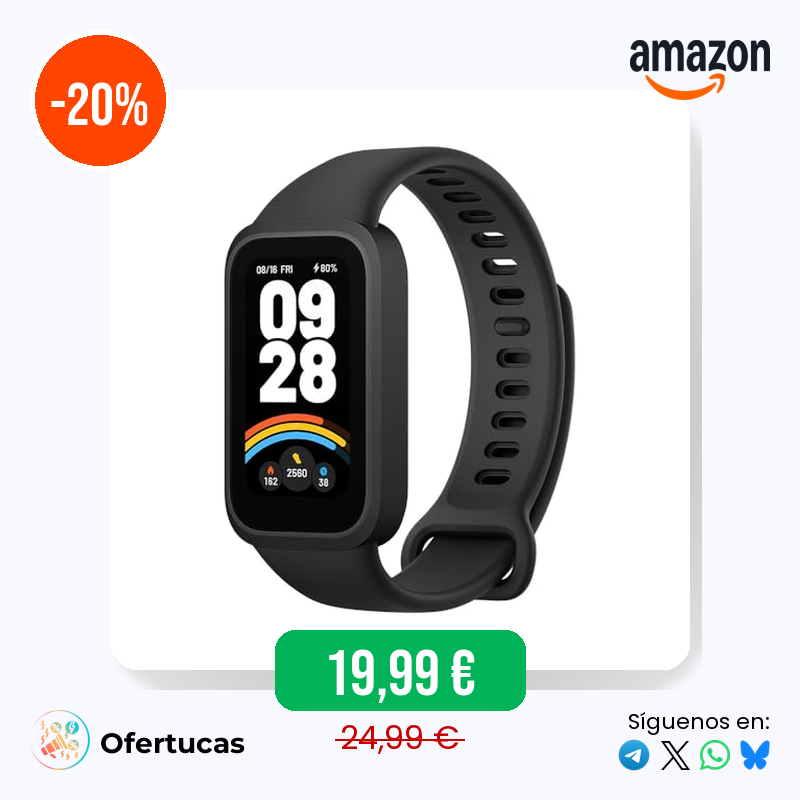 -20%
amazon
08/16 FRI 80%
09
28
162 2560 38
19,99 €
24,99 €
Ofertucas
Síguenos en: